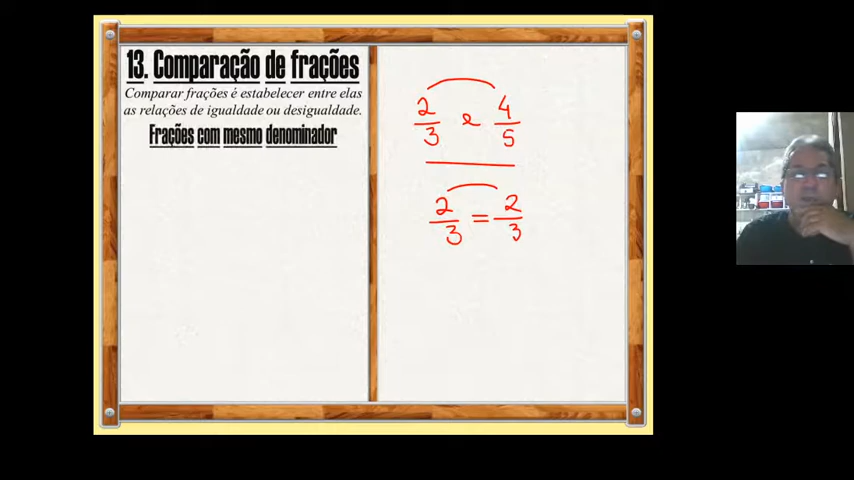 13. Comparação de frações
Comparar frações é estabelecer entre elas
as relações de igualdade ou desigualdade.
Frações com mesmo denominador
2/3 e 4/5
2/3 = 2/3